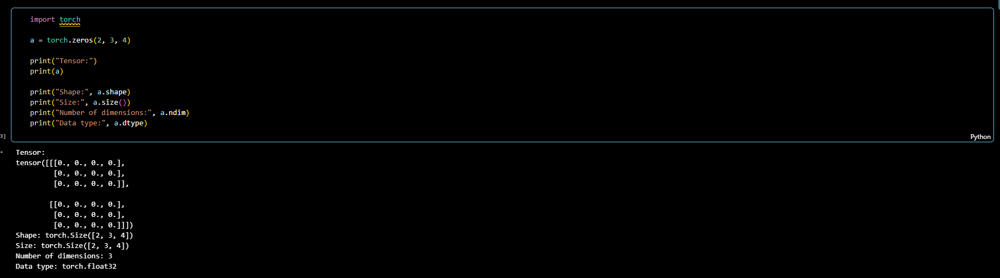 import torch
a = torch.zeros(2, 3, 4)
print("Tensor:")
print(a)
print("Shape:", a.shape)
print("Size:", a.size())
print("Number of dimensions:", a.ndim)
print("Data type:", a.dtype)
3]
Python
Tensor:
tensor([[[0., 0., 0., 0.],
[0., 0., 0., 0.],
[0., 0., 0., 0.]],
[[0., 0., 0., 0.],
[0., 0., 0., 0.],
[0., 0., 0., 0.]]])
Shape: torch.Size([2, 3, 4])
Size: torch.Size([2, 3, 4])
Number of dimensions: 3
Data type: torch.float32